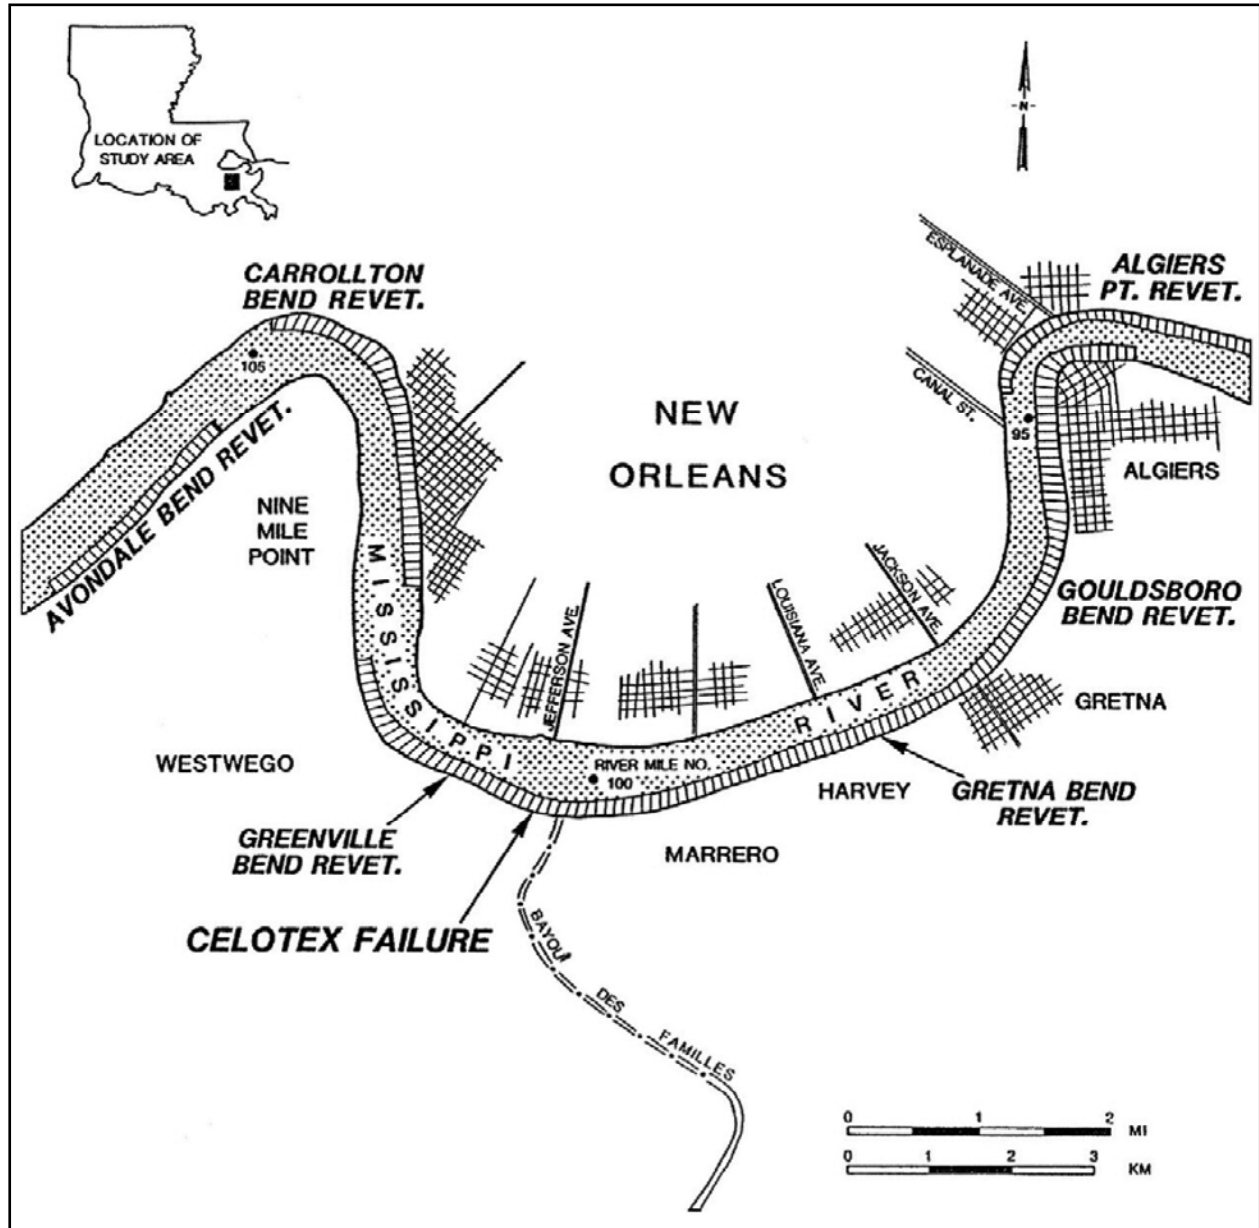 LOCATION OF
STUDY AREA
-N-
CARROLLTON
BEND REVET.
ESPLANADE AVE.
ALGIERS
PT. REVET.
105
CANAL ST.
95
NEW
ORLEANS
ALGIERS
AVONDALE BEND REVET.
NINE
MILE
POINT
MISSISSIPPI
RIVER
JEFFERSON AVE.
LOUISIANA AVE.
JACKSON AVE.
GOULDSBORO
BEND REVET.
GRETNA
WESTWEGO
RIVER MILE NO.
100
HARVEY
GRETNA BEND
REVET.
GREENVILLE
BEND REVET.
MARRERO
CELOTEX FAILURE
BAYOU
DES
FAMILLES
0 1 2 MI
0 1 2 3 KM